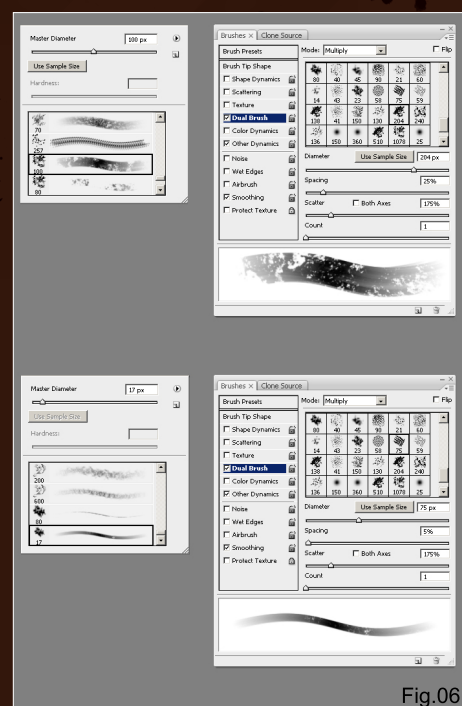 Master Diameter 100 px
Use Sample Size
Hardness:
70
257
100
80
Brushes × Clone Source
Brush Presets
Brush Tip Shape
Shape Dynamics
Scattering
Texture
Dual Brush
Color Dynamics
Other Dynamics
Noise
Wet Edges
Airbrush
Smoothing
Protect Texture
Mode: Multiply Flip
80 40 45 90 21 60
14 43 23 58 75 59
138 41 150 130 204 240
136 150 360 510 1078 25
Diameter Use Sample Size 204 px
Spacing 25%
Scatter Both Axes 175%
Count 1
Master Diameter 17 px
Use Sample Size
Hardness:
200
600
80
17
Brushes × Clone Source
Brush Presets
Brush Tip Shape
Shape Dynamics
Scattering
Texture
Dual Brush
Color Dynamics
Other Dynamics
Noise
Wet Edges
Airbrush
Smoothing
Protect Texture
Mode: Multiply Flip
80 40 45 90 21 60
14 43 23 58 75 59
138 41 150 130 204 240
136 150 360 510 1078 25
Diameter Use Sample Size 75 px
Spacing 5%
Scatter Both Axes 175%
Count 1
Fig.06